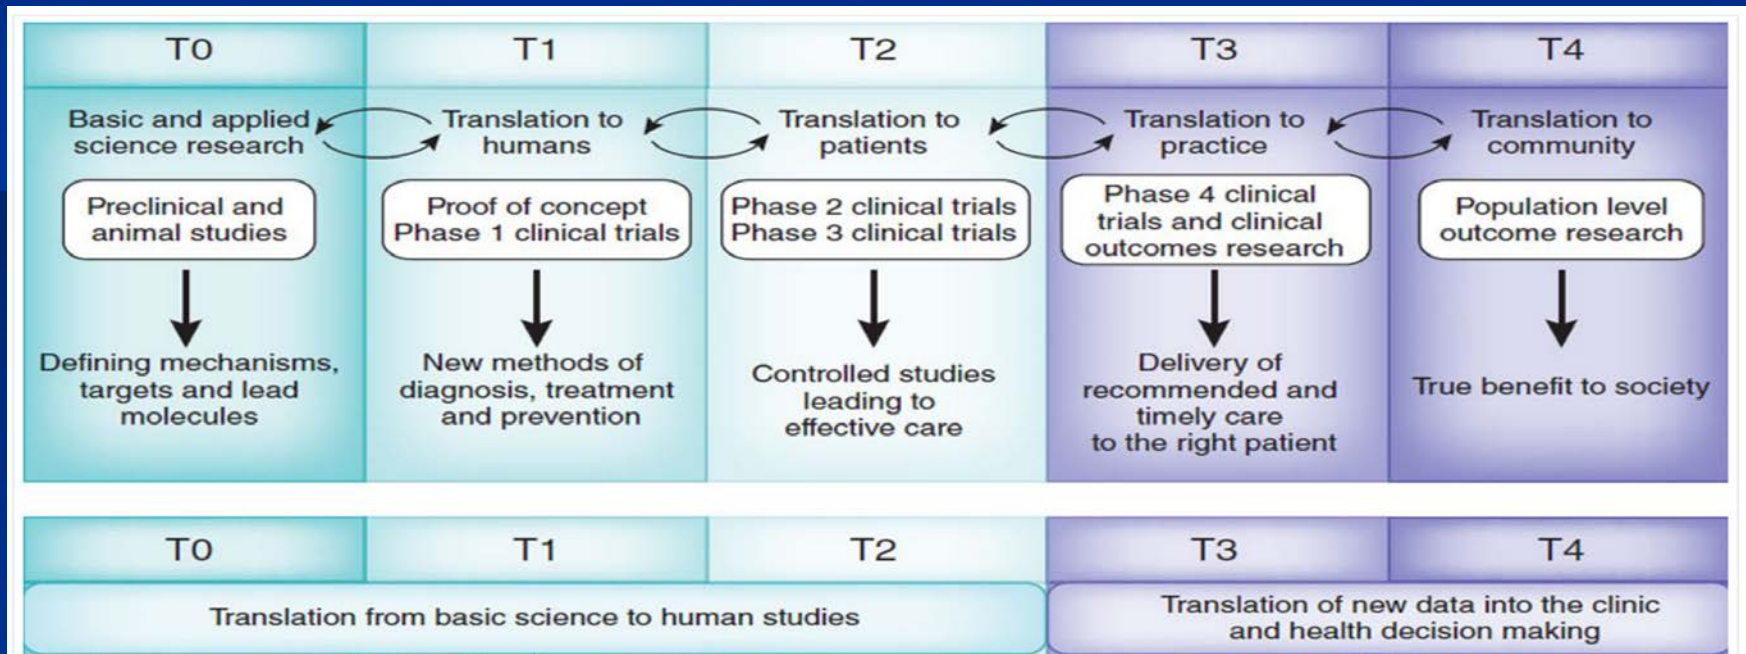 T0
T1
T2
T3
T4
Basic and applied
science research
Translation to
humans
Translation to
patients
Translation to
practice
Translation to
community
Preclinical and
animal studies
Proof of concept
Phase 1 clinical trials
Phase 2 clinical trials
Phase 3 clinical trials
Phase 4 clinical
trials and clinical
outcomes research
Population level
outcome research
Defining mechanisms,
targets and lead
molecules
New methods of
diagnosis, treatment
and prevention
Controlled studies
leading to
effective care
Delivery of
recommended and
timely care
to the right patient
True benefit to society
T0
T1
T2
T3
T4
Translation from basic science to human studies
Translation of new data into the clinic
and health decision making